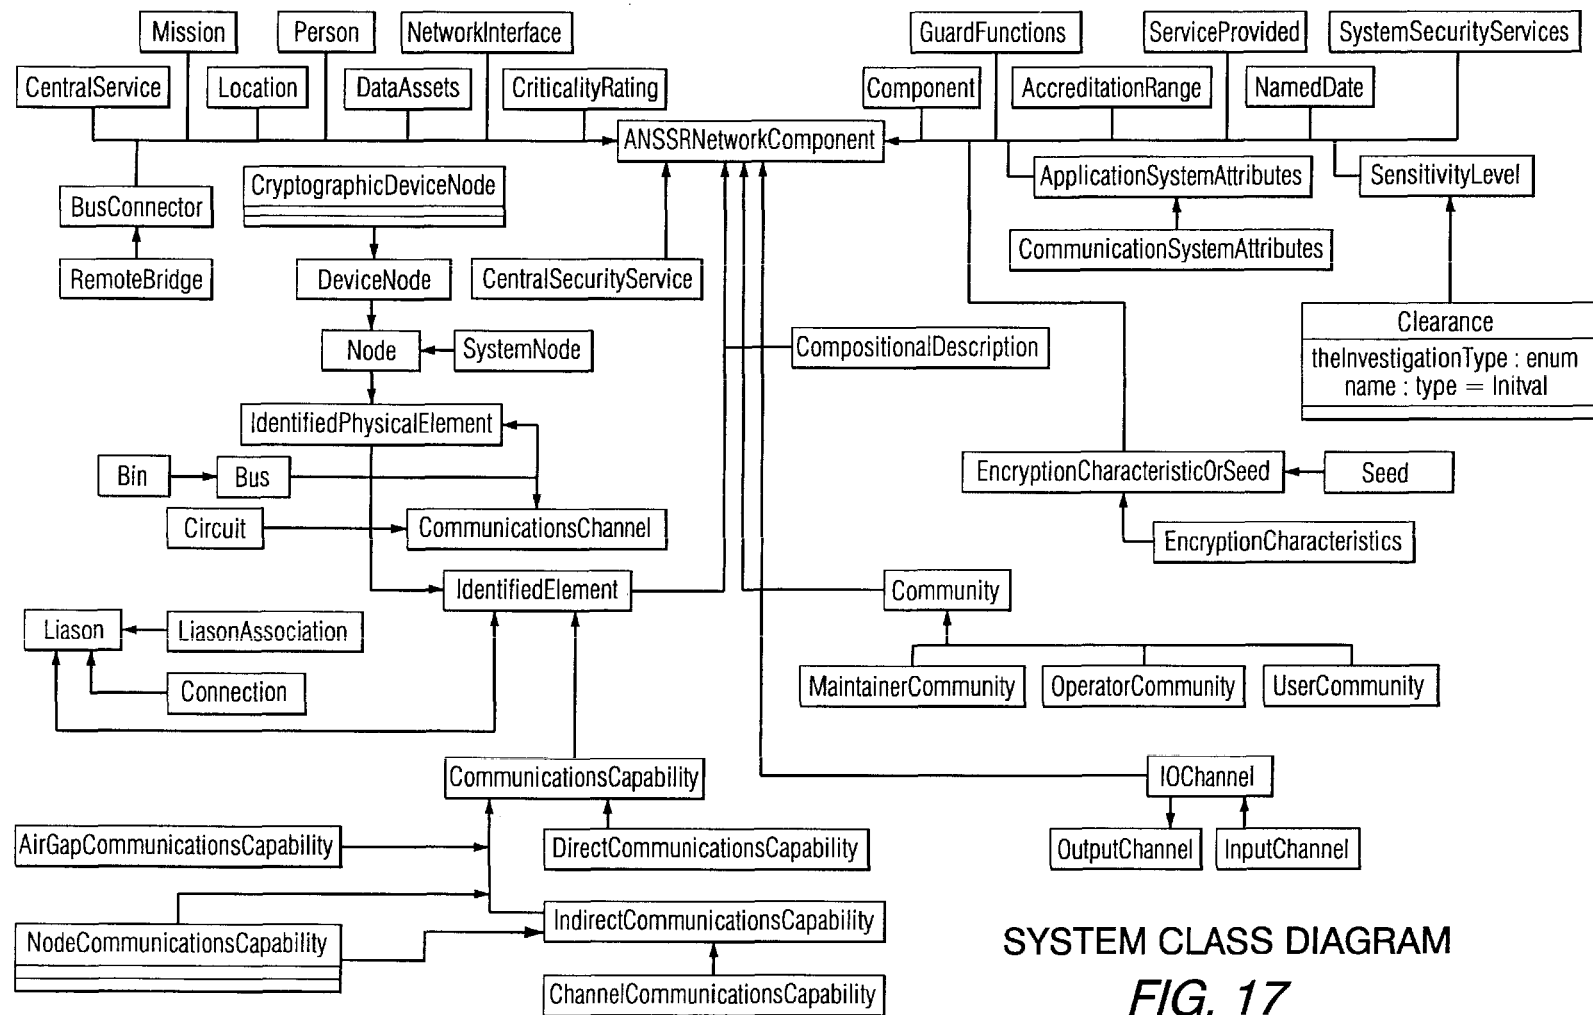 Mission
Person
NetworkInterface
GuardFunctions
ServiceProvided
SystemSecurityServices
CentralService
Location
DataAssets
CriticalityRating
Component
AccreditationRange
NamedDate
ANSSRNetworkComponent
CryptographicDeviceNode
ApplicationSystemAttributes
SensitivityLevel
BusConnector
CommunicationSystemAttributes
RemoteBridge
DeviceNode
CentralSecurityService
Clearance
theInvestigationType : enum
name : type = Initval
Node
SystemNode
CompositionalDescription
IdentifiedPhysicalElement
Bin
Bus
EncryptionCharacteristicOrSeed
Seed
Circuit
CommunicationsChannel
EncryptionCharacteristics
IdentifiedElement
Community
Liason
LiasonAssociation
Connection
MaintainerCommunity
OperatorCommunity
UserCommunity
CommunicationsCapability
IOChannel
AirGapCommunicationsCapability
DirectCommunicationsCapability
OutputChannel
InputChannel
IndirectCommunicationsCapability
NodeCommunicationsCapability
ChannelCommunicationsCapability
SYSTEM CLASS DIAGRAM
FIG. 17